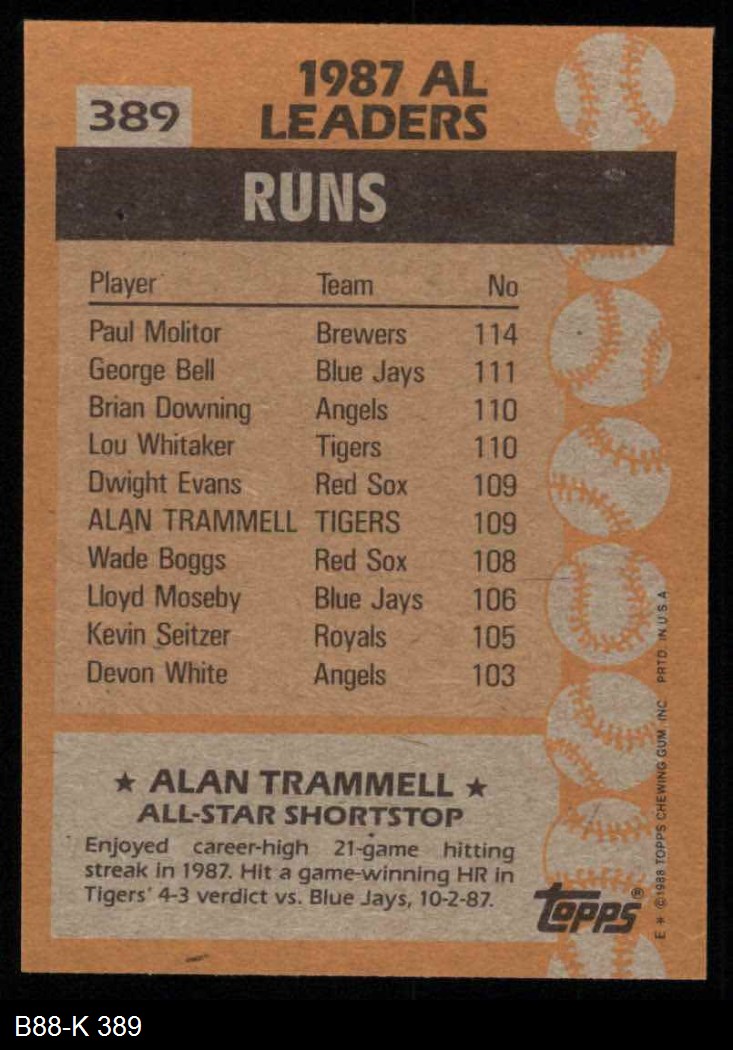 389
1987 AL
LEADERS
RUNS
Player Team No
Paul Molitor Brewers 114
George Bell Blue Jays 111
Brian Downing Angels 110
Lou Whitaker Tigers 110
Dwight Evans Red Sox 109
ALAN TRAMMELL TIGERS 109
Wade Boggs Red Sox 108
Lloyd Moseby Blue Jays 106
Kevin Seitzer Royals 105
Devon White Angels 103
★ ALAN TRAMMELL ★
ALL-STAR SHORTSTOP
Enjoyed career-high 21-game hitting
streak in 1987. Hit a game-winning HR in
Tigers' 4-3 verdict vs. Blue Jays, 10-2-87.
topps®
E * ©1988 TOPPS CHEWING GUM, INC. PRTD. IN U.S.A.
B88-K 389